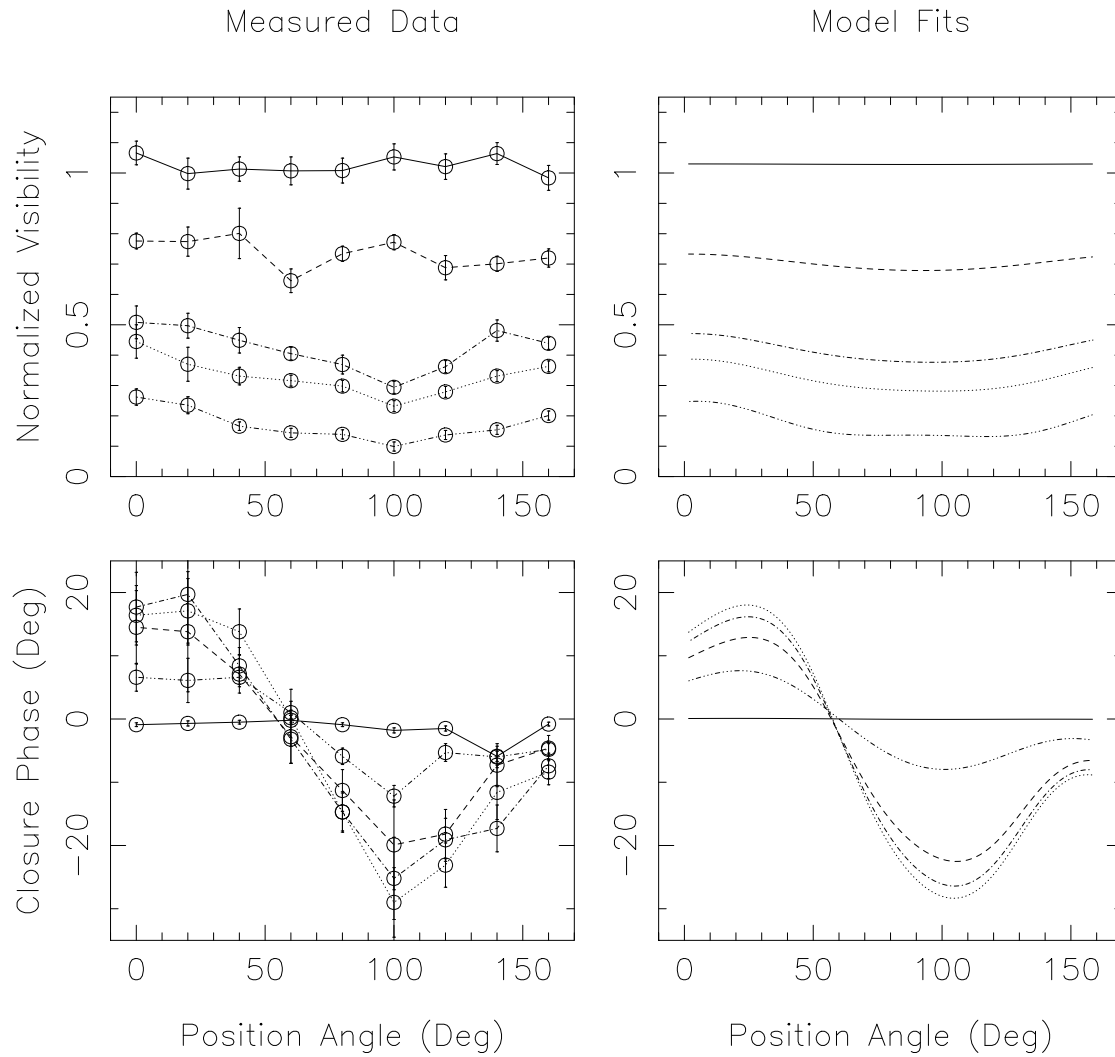 Measured Data
Model Fits
Normalized Visibility
1
0.5
0
0 50 100 150
0 50 100 150
1
0.5
0
Closure Phase (Deg)
20
0
−20
0 50 100 150
20
0
−20
0 50 100 150
Position Angle (Deg)
Position Angle (Deg)